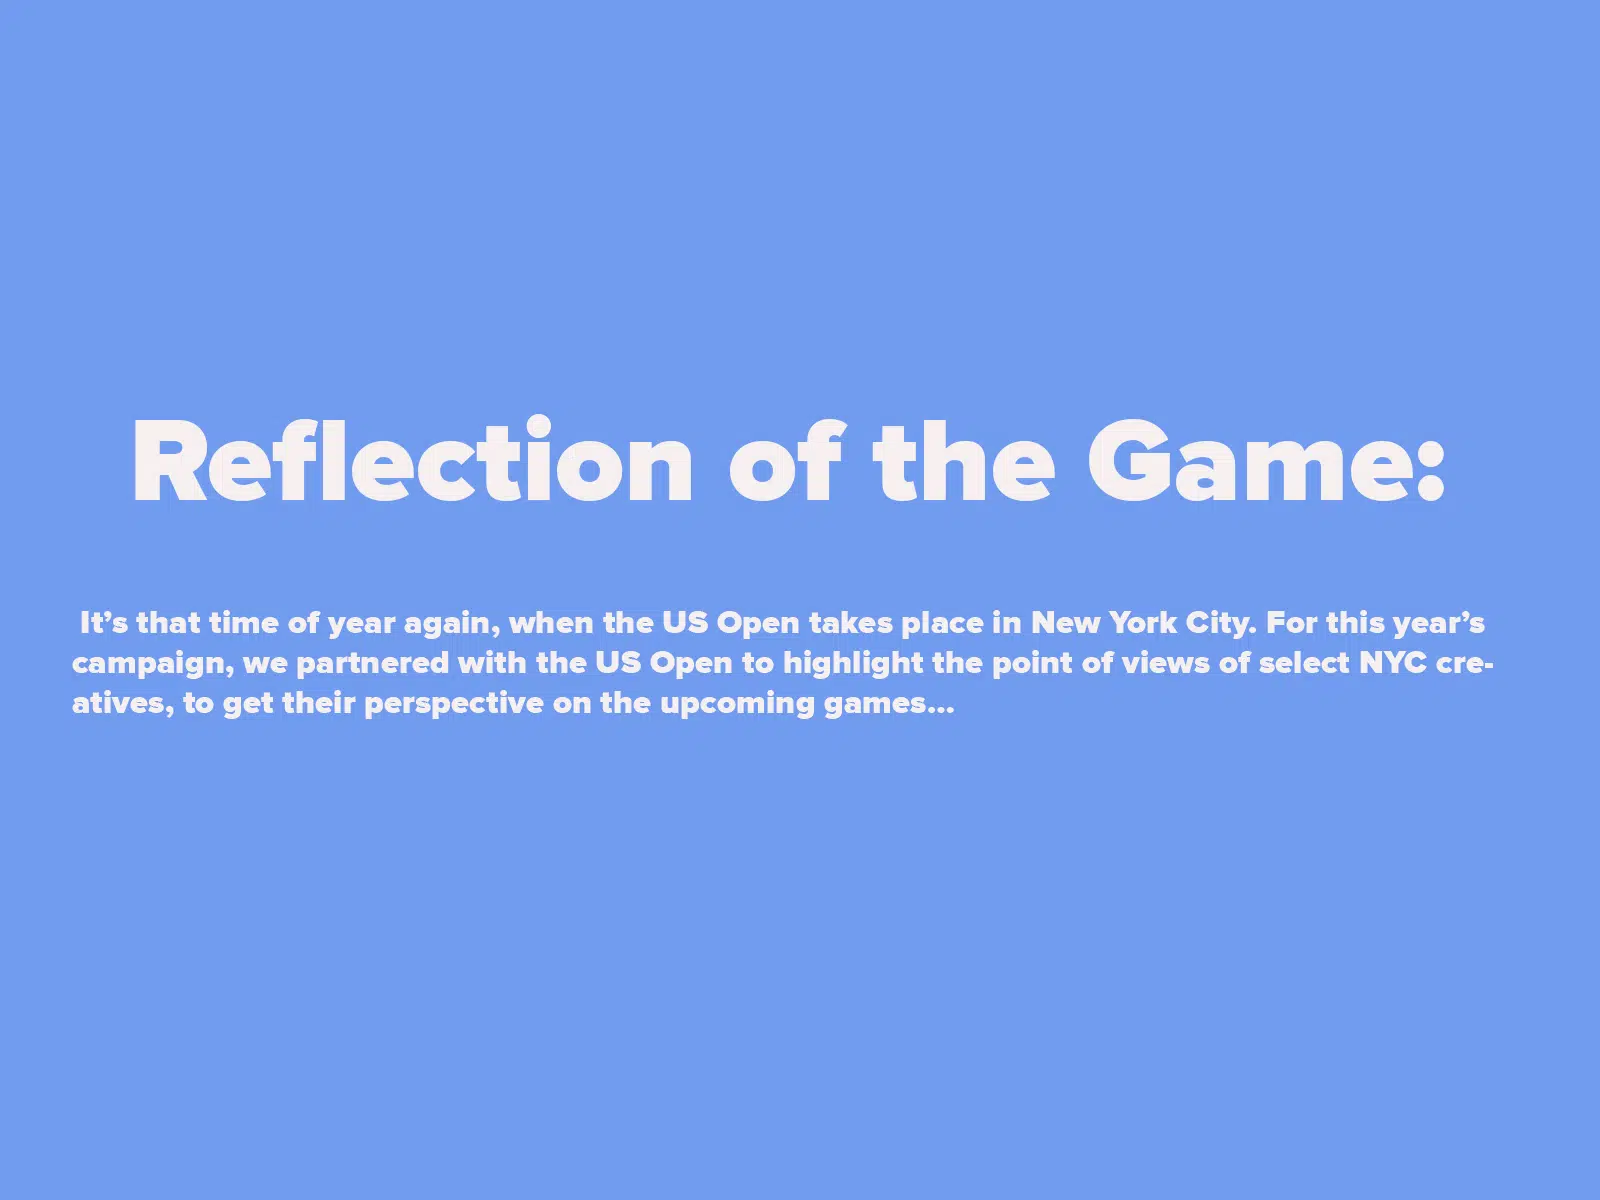 Reflection of the Game:
It’s that time of year again, when the US Open takes place in New York City. For this year’s
campaign, we partnered with the US Open to highlight the point of views of select NYC cre-
atives, to get their perspective on the upcoming games...